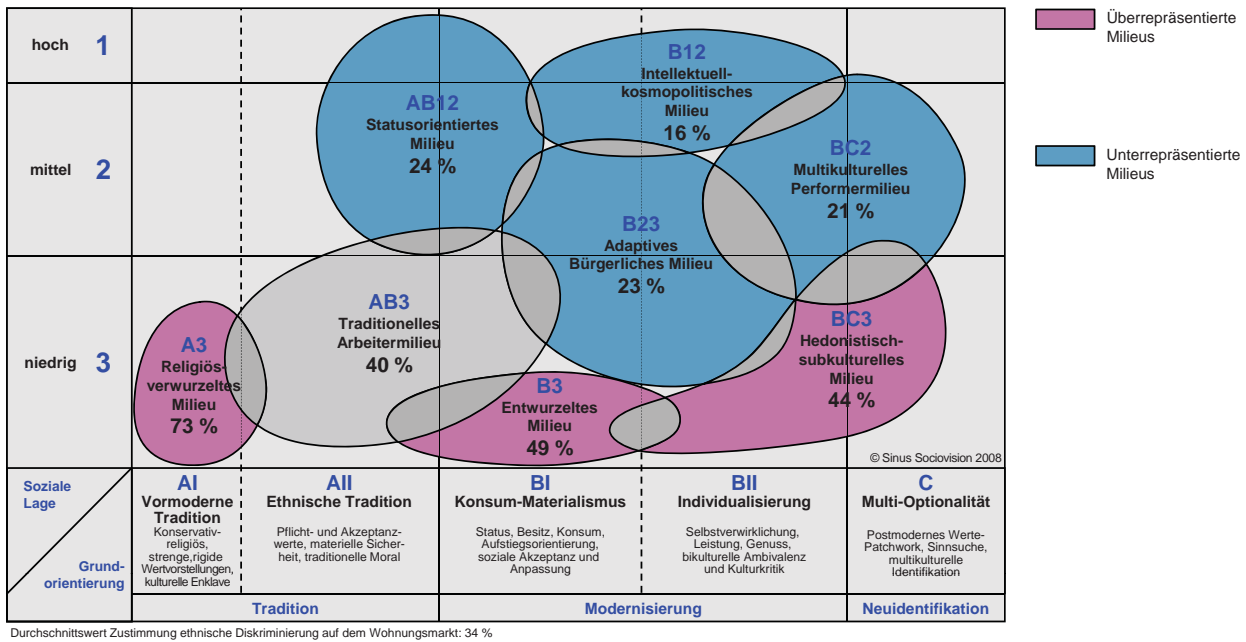 hoch 1
mittel 2
niedrig 3
AB12
Statusorientiertes
Milieu
24 %
B12
Intellektuell-
kosmopolitisches
Milieu
16 %
BC2
Multikulturelles
Performermilieu
21 %
B23
Adaptives
Bürgerliches Milieu
23 %
AB3
Traditionelles
Arbeitermilieu
40 %
A3
Religiös-
verwurzeltes
Milieu
73 %
B3
Entwurzeltes
Milieu
49 %
BC3
Hedonistisch-
subkulturelles
Milieu
44 %
© Sinus Sociovision 2008
Soziale
Lage
Grund-
orientierung
AI
Vormoderne
Tradition
Konservativ-
religiös,
strenge,rigide
Wertvorstellungen,
kulturelle Enklave
AII
Ethnische Tradition
Pflicht- und Akzeptanz-
werte, materielle Sicher-
heit, traditionelle Moral
BI
Konsum-Materialismus
Status, Besitz, Konsum,
Aufstiegsorientierung,
soziale Akzeptanz und
Anpassung
BII
Individualisierung
Selbstverwirklichung,
Leistung, Genuss,
bikulturelle Ambivalenz
und Kulturkritik
C
Multi-Optionalität
Postmodernes Werte-
Patchwork, Sinnsuche,
multikulturelle
Identifikation
Tradition
Modernisierung
Neuidentifikation
Durchschnittswert Zustimmung ethnische Diskriminierung auf dem Wohnungsmarkt: 34 %
Überrepräsentierte
Milieus
Unterrepräsentierte
Milieus